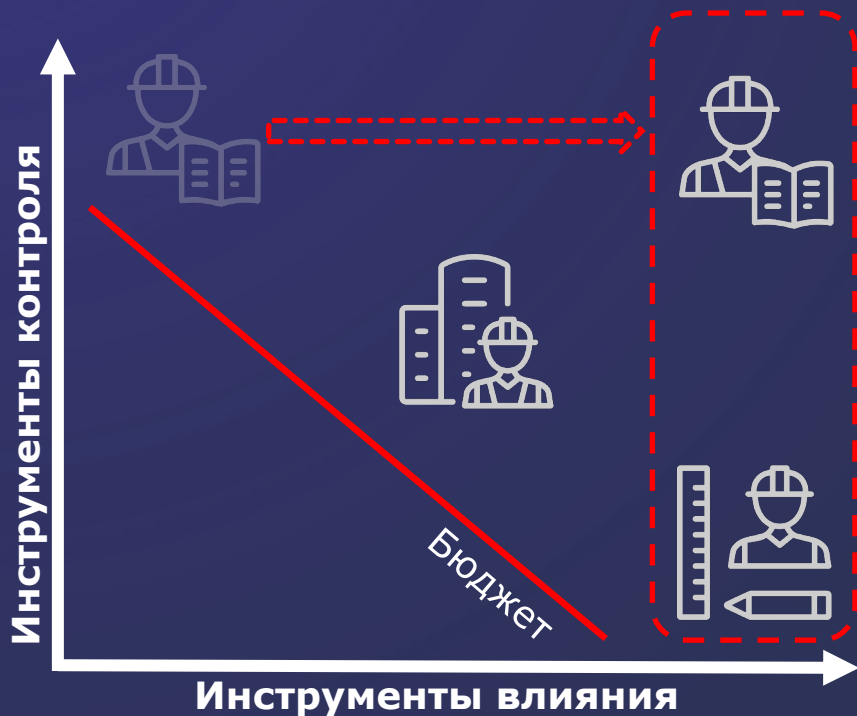 Инструменты контроля
Бюджет
Инструменты влияния